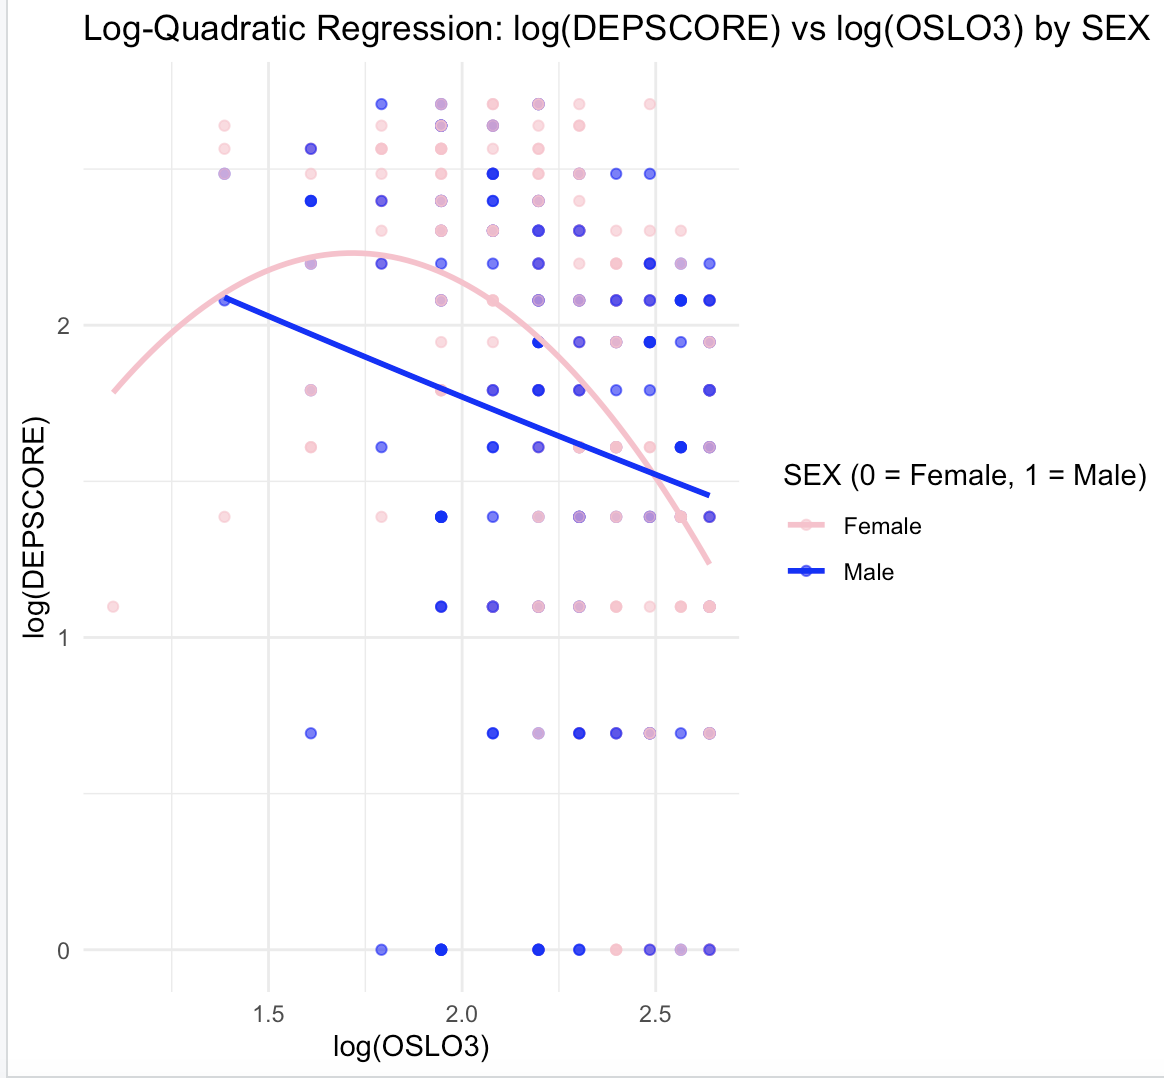 Log-Quadratic Regression: log(DEPSCORE) vs log(OSLO3) by SEX
log(DEPSCORE)
2
1
0
1.5 2.0 2.5
log(OSLO3)
SEX (0 = Female, 1 = Male)
Female
Male